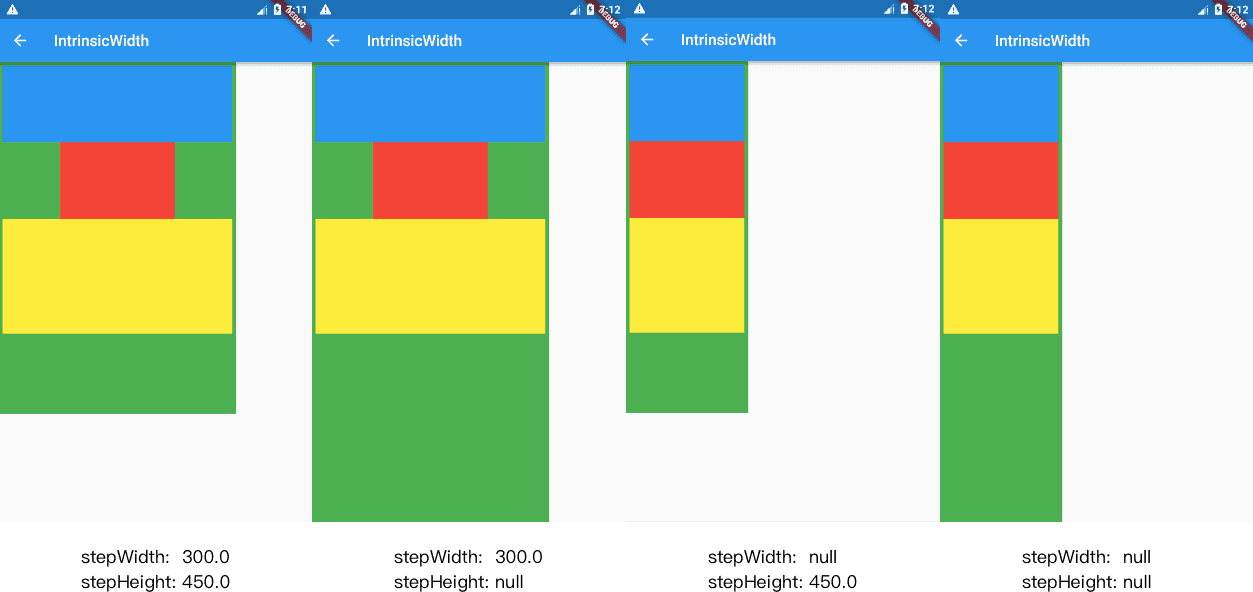 7:11
DEBUG
IntrinsicWidth
7:12
DEBUG
IntrinsicWidth
7:12
DEBUG
IntrinsicWidth
7:12
DEBUG
IntrinsicWidth
stepWidth: 300.0
stepHeight: 450.0
stepWidth: 300.0
stepHeight: null
stepWidth: null
stepHeight: 450.0
stepWidth: null
stepHeight: null